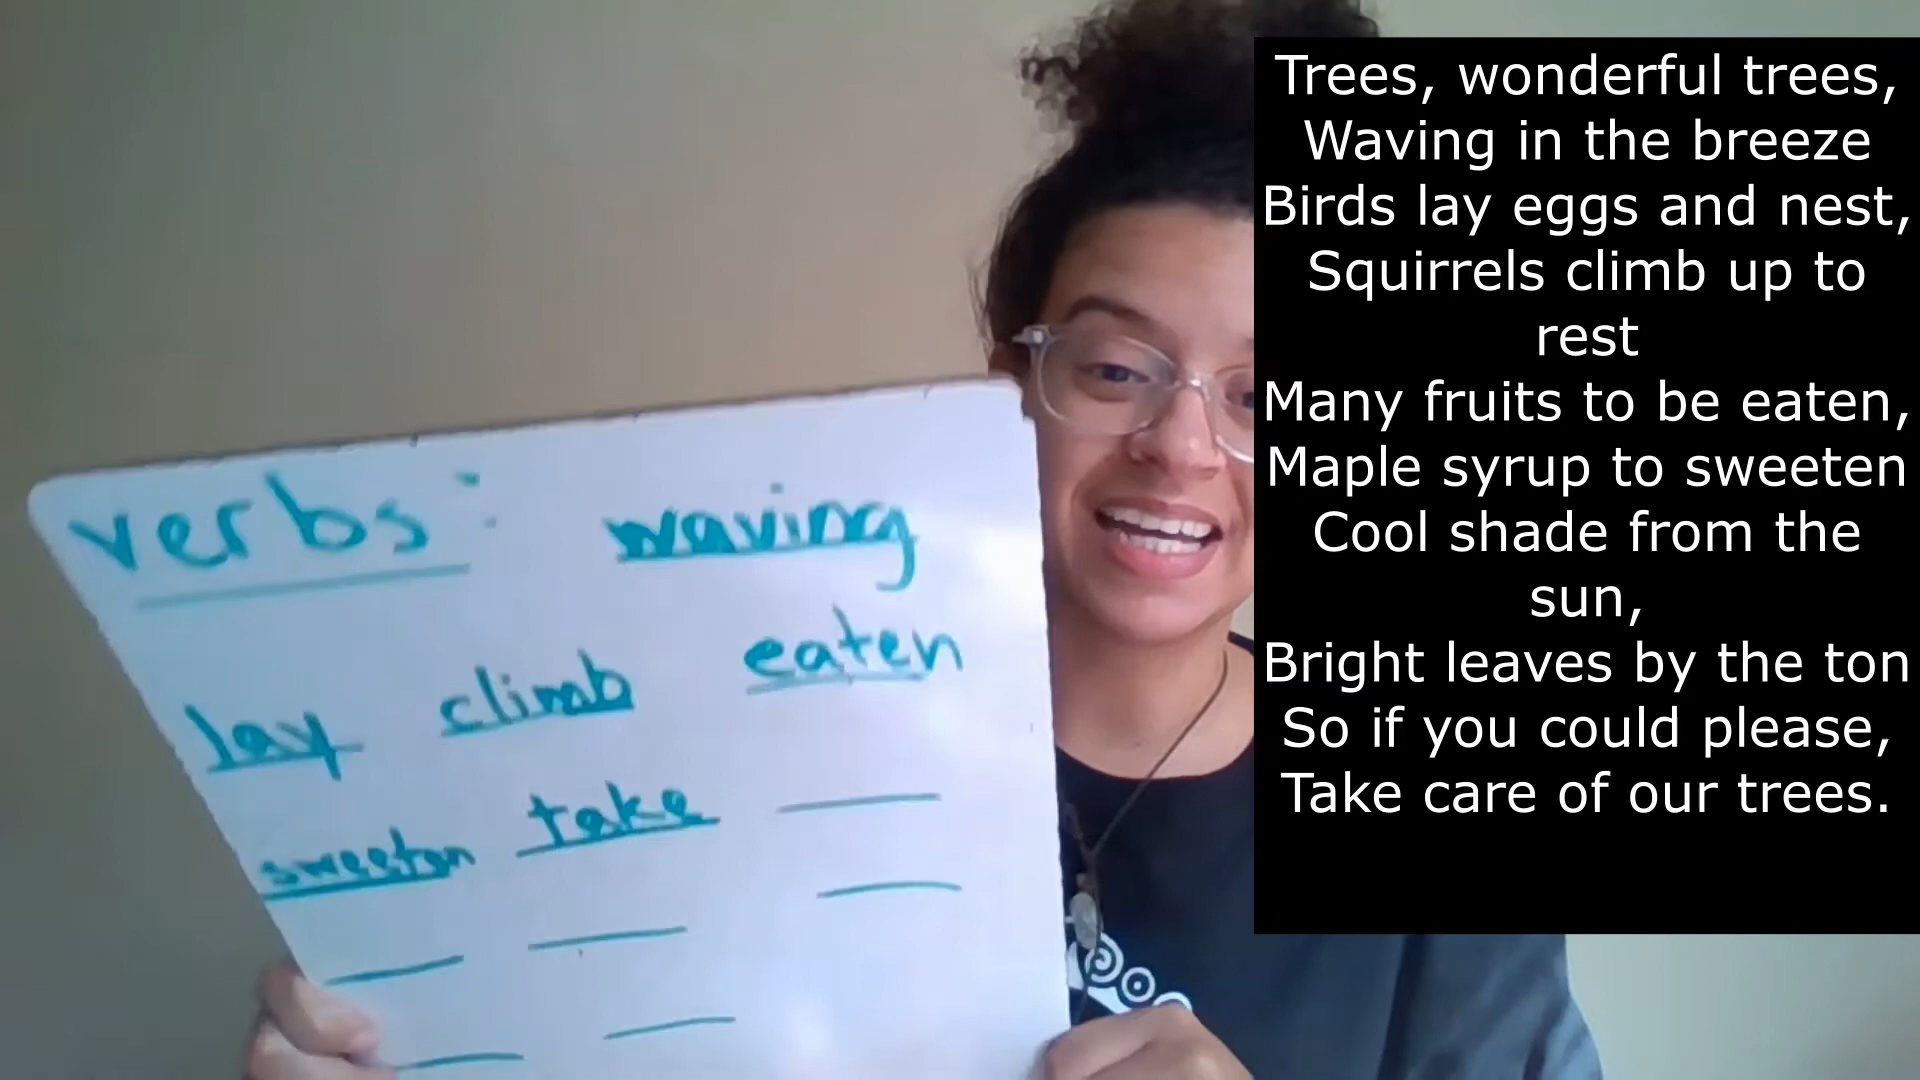 verbs: waving
lay climb eaten
sweeten take
Trees, wonderful trees,
Waving in the breeze
Birds lay eggs and nest,
Squirrels climb up to
rest
Many fruits to be eaten,
Maple syrup to sweeten
Cool shade from the
sun,
Bright leaves by the ton
So if you could please,
Take care of our trees.